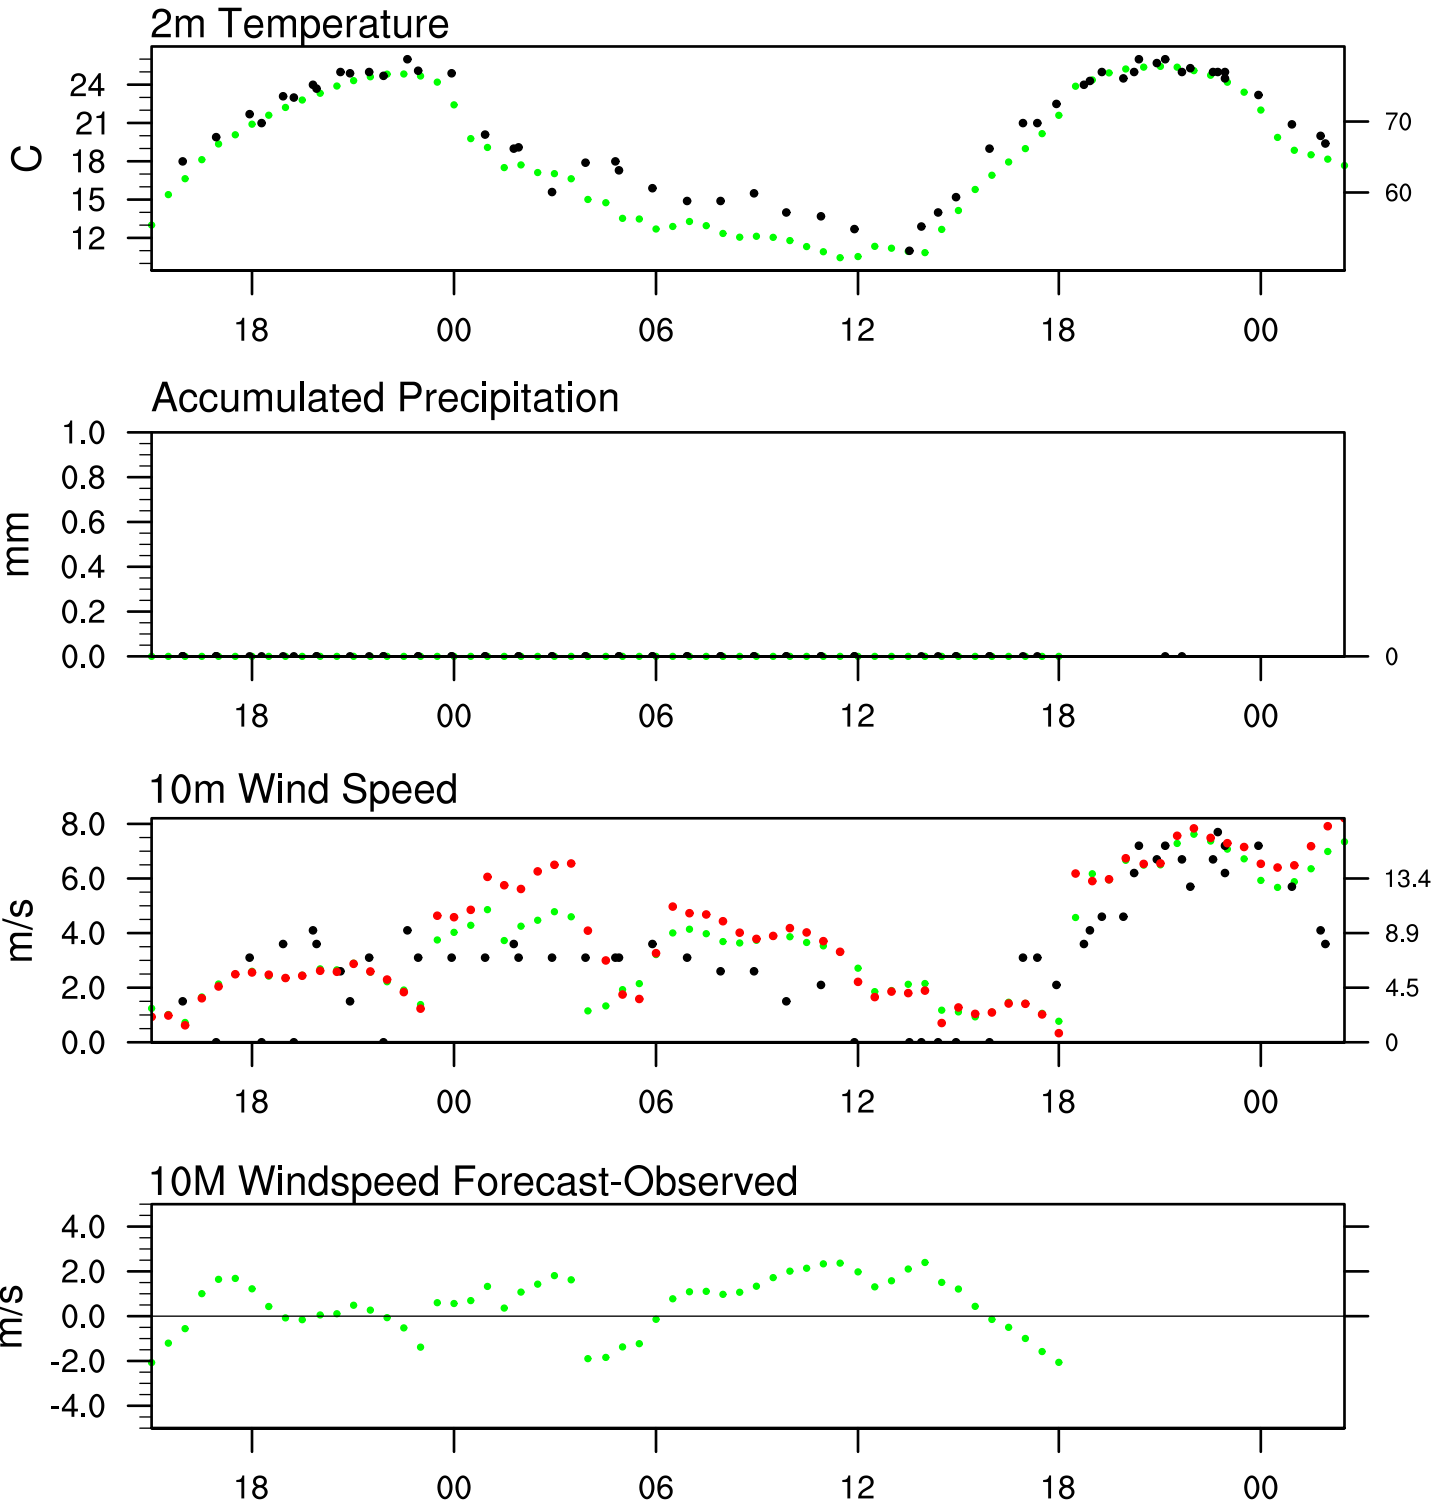 2m Temperature
C
24
21
18
15
12
70
60
18 00 06 12 18 00
Accumulated Precipitation
mm
1.0
0.8
0.6
0.4
0.2
0.0
0
18 00 06 12 18 00
10m Wind Speed
m/s
8.0
6.0
4.0
2.0
0.0
13.4
8.9
4.5
0
18 00 06 12 18 00
10M Windspeed Forecast-Observed
m/s
4.0
2.0
0.0
-2.0
-4.0
18 00 06 12 18 00